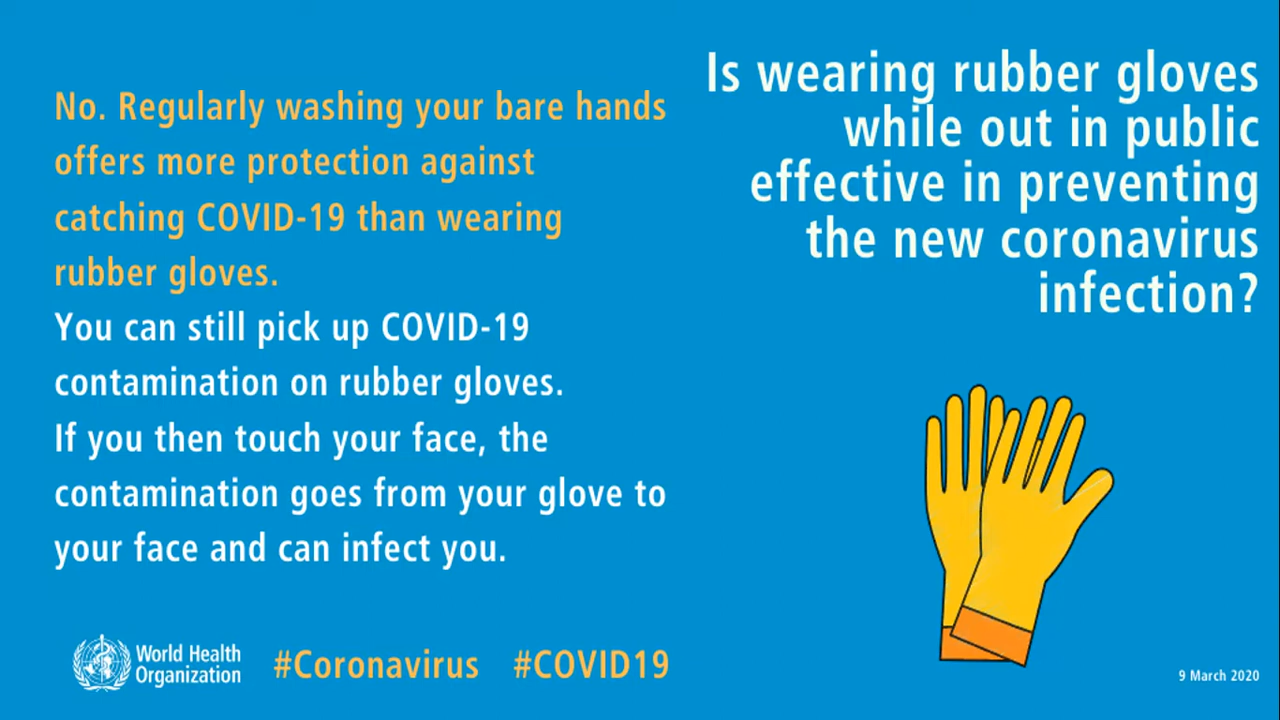 Is wearing rubber gloves
while out in public
effective in preventing
the new coronavirus
infection?
No. Regularly washing your bare hands
offers more protection against
catching COVID-19 than wearing
rubber gloves.
You can still pick up COVID-19
contamination on rubber gloves.
If you then touch your face, the
contamination goes from your glove to
your face and can infect you.
World Health
Organization
#Coronavirus #COVID19
9 March 2020